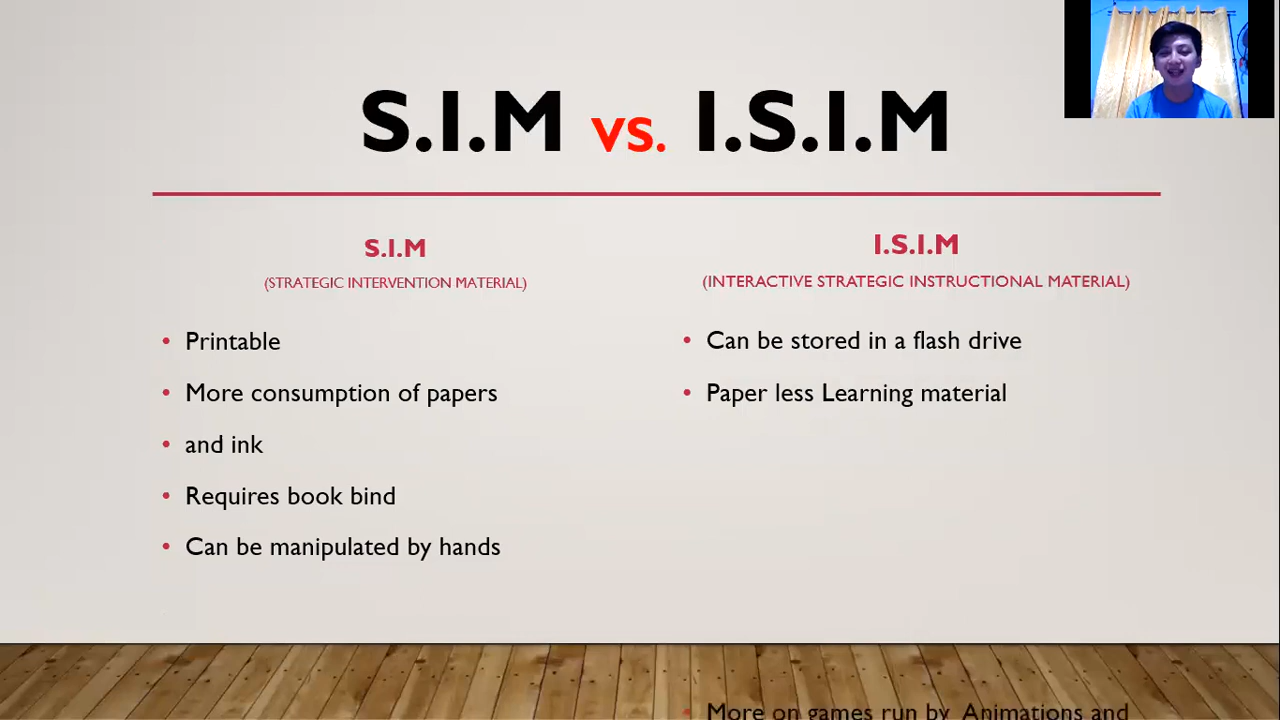 S.I.M vs. I.S.I.M
S.I.M
(STRATEGIC INTERVENTION MATERIAL)
• Printable
• More consumption of papers
• and ink
• Requires book bind
• Can be manipulated by hands
I.S.I.M
(INTERACTIVE STRATEGIC INSTRUCTIONAL MATERIAL)
• Can be stored in a flash drive
• Paper less Learning material
• More on games run by Animations and